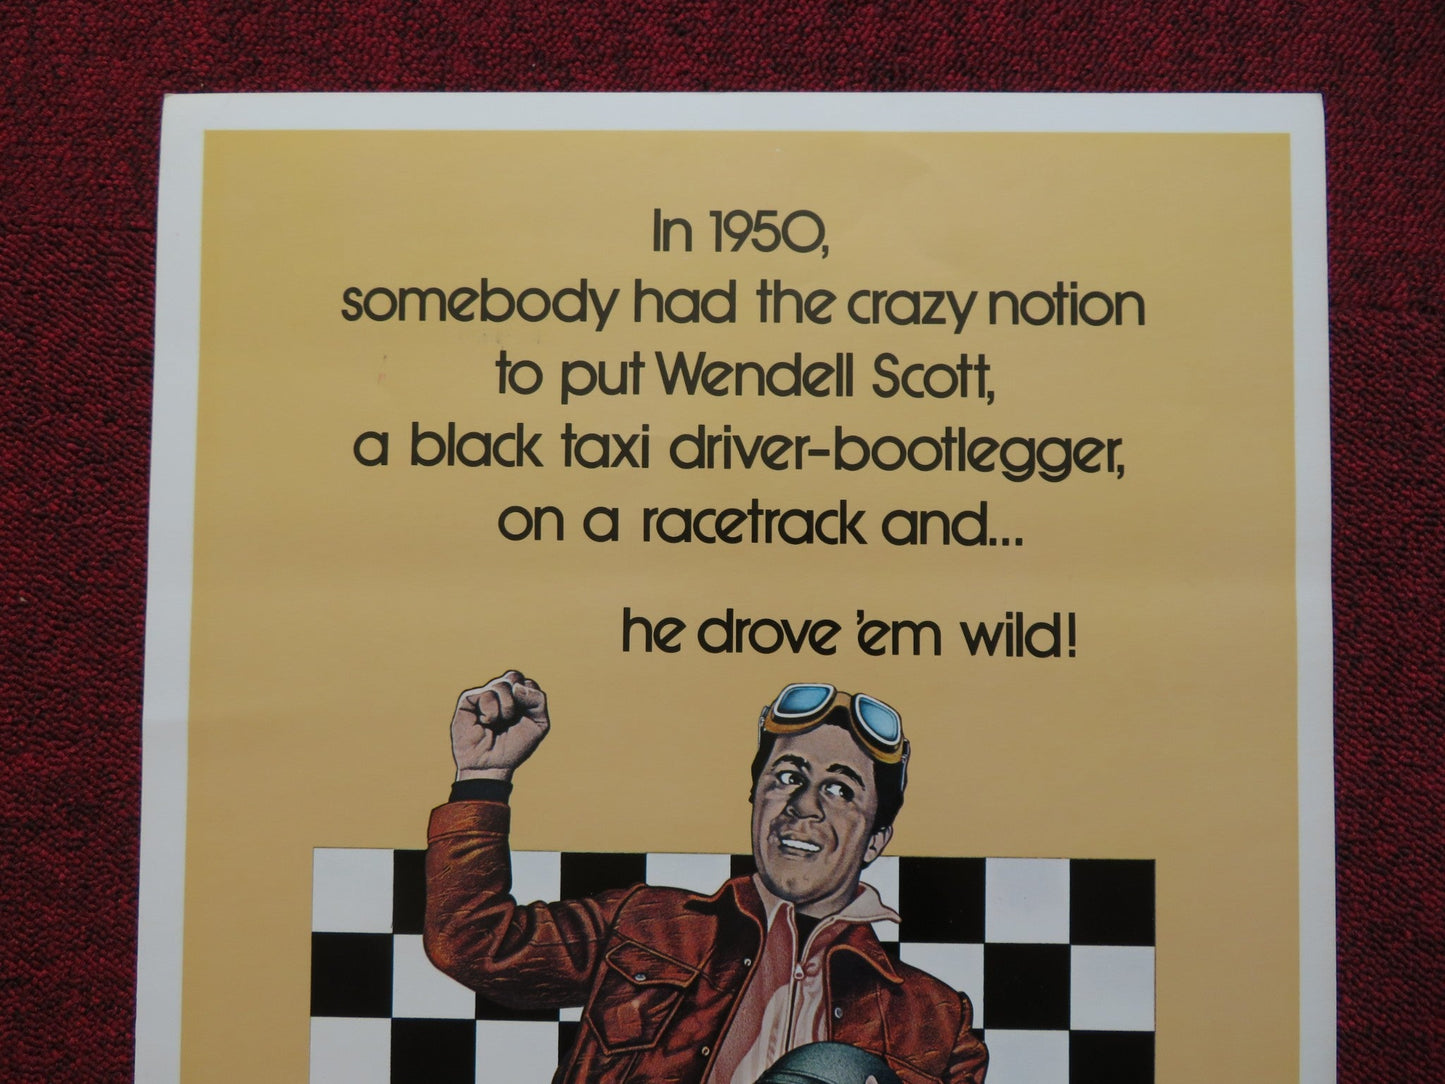 In 1950,
somebody had the crazy notion
to put Wendell Scott,
a black taxi driver-bootlegger,
on a racetrack and...
he drove 'em wild!